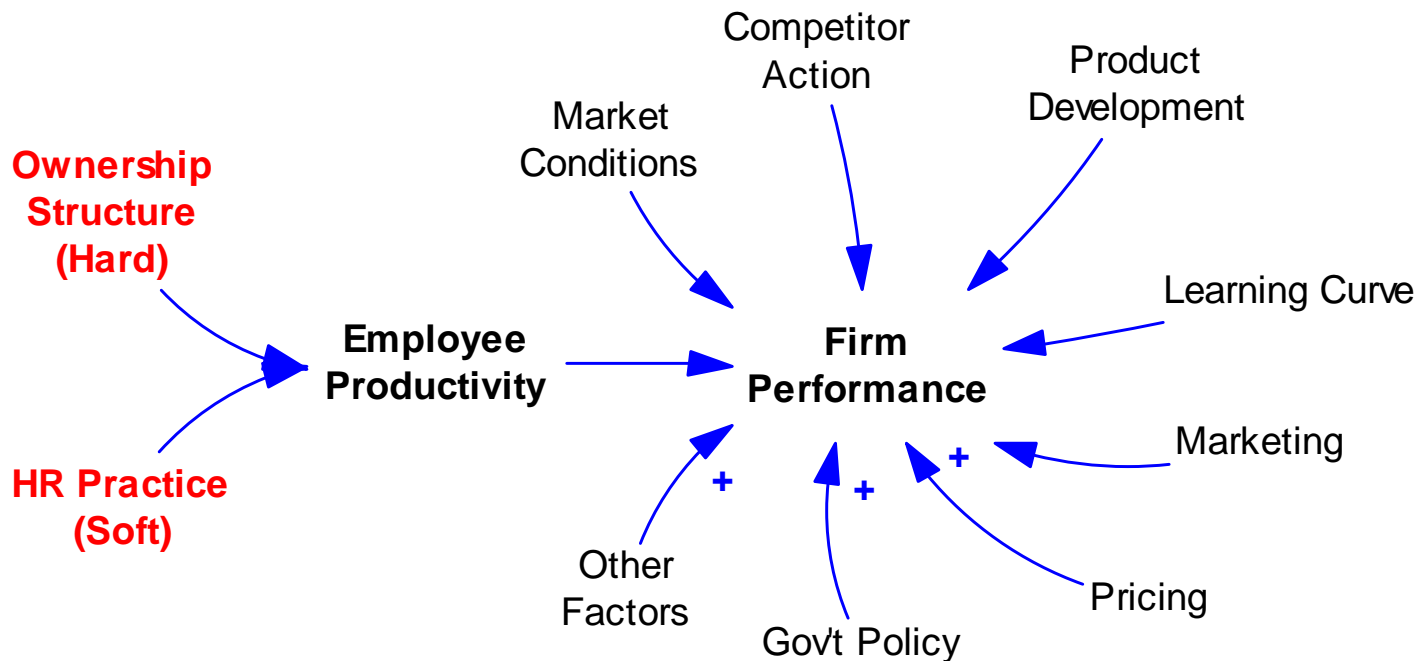 Competitor
Action
Product
Development
Market
Conditions
Ownership
Structure
(Hard)
Learning Curve
Employee
Productivity
Firm
Performance
Marketing
+
+
+
HR Practice
(Soft)
Other
Factors
Pricing
Gov't Policy